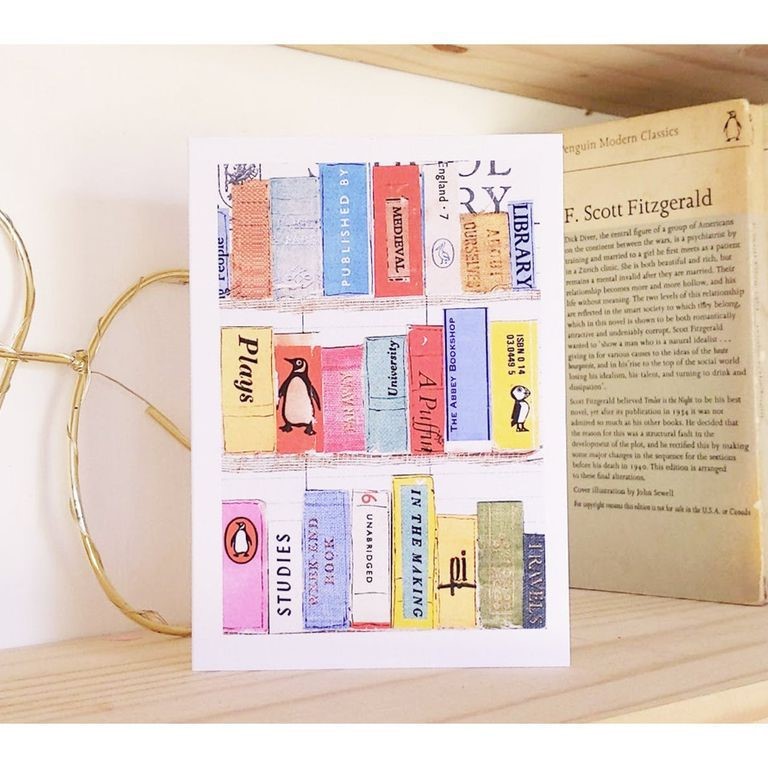 PUBLISHED BY
MEDIEVAL
England · 7
OURSELVES
LIBRARY
Plays
University
A Puffin
THE ABBEY BOOKSHOP
ISBN 0 14
03.0449 5
STUDIES
WEEK-END
BOOK
UNABRIDGED
IN THE MAKING
pi
TRAVELS
Penguin Modern Classics
F. Scott Fitzgerald
Dick Diver, the central figure of a group of Americans
on the continent between the wars, is a psychiatrist by
training and married to a girl he first meets as a patient
in a Zurich clinic. She is both beautiful and rich, but
remains a mental invalid after they are married. Their
relationship becomes more and more hollow, and his
life without meaning. The two levels of this relationship
are reflected in the smart society to which they belong,
which in this novel is shown to be both romantically
attractive and undeniably corrupt. Scott Fitzgerald
wanted to 'show a man who is a natural idealist ...
giving in for various causes to the ideas of the haute
bourgeoisie, and in his rise to the top of the social world
losing his idealism, his talent, and turning to drink and
dissipation'.
Scott Fitzgerald believed Tender is the Night to be his best
novel, yet after its publication in 1934 it was not
admired so much as his other books. He decided that
the reason for this was a structural fault in the
development of the plot, and he rectified this by making
some major changes in the sequence for the sections
before his death in 1940. This edition is arranged
to these final alterations.
Cover illustration by John Sewell
For copyright reasons this edition is not for sale in the U.S.A. or Canada